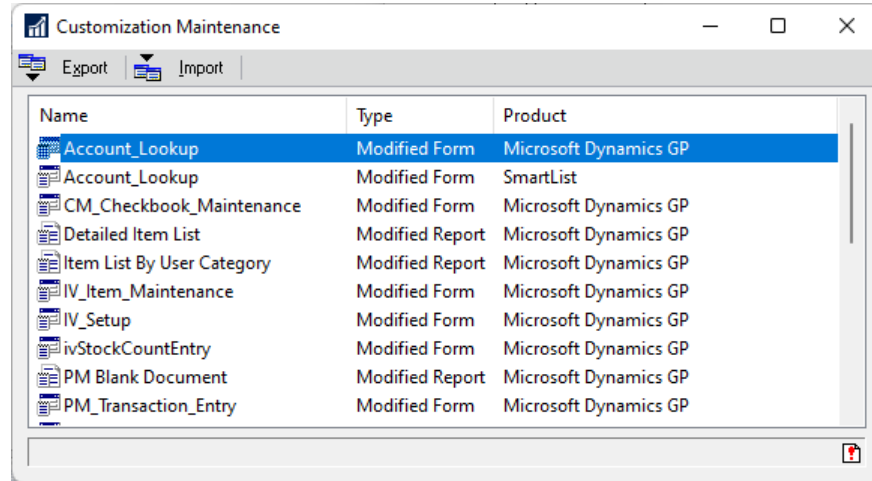 Customization Maintenance
Export Import
Name Type Product
Account_Lookup Modified Form Microsoft Dynamics GP
Account_Lookup Modified Form SmartList
CM_Checkbook_Maintenance Modified Form Microsoft Dynamics GP
Detailed Item List Modified Report Microsoft Dynamics GP
Item List By User Category Modified Report Microsoft Dynamics GP
IV_Item_Maintenance Modified Form Microsoft Dynamics GP
IV_Setup Modified Form Microsoft Dynamics GP
ivStockCountEntry Modified Form Microsoft Dynamics GP
PM Blank Document Modified Report Microsoft Dynamics GP
PM_Transaction_Entry Modified Form Microsoft Dynamics GP